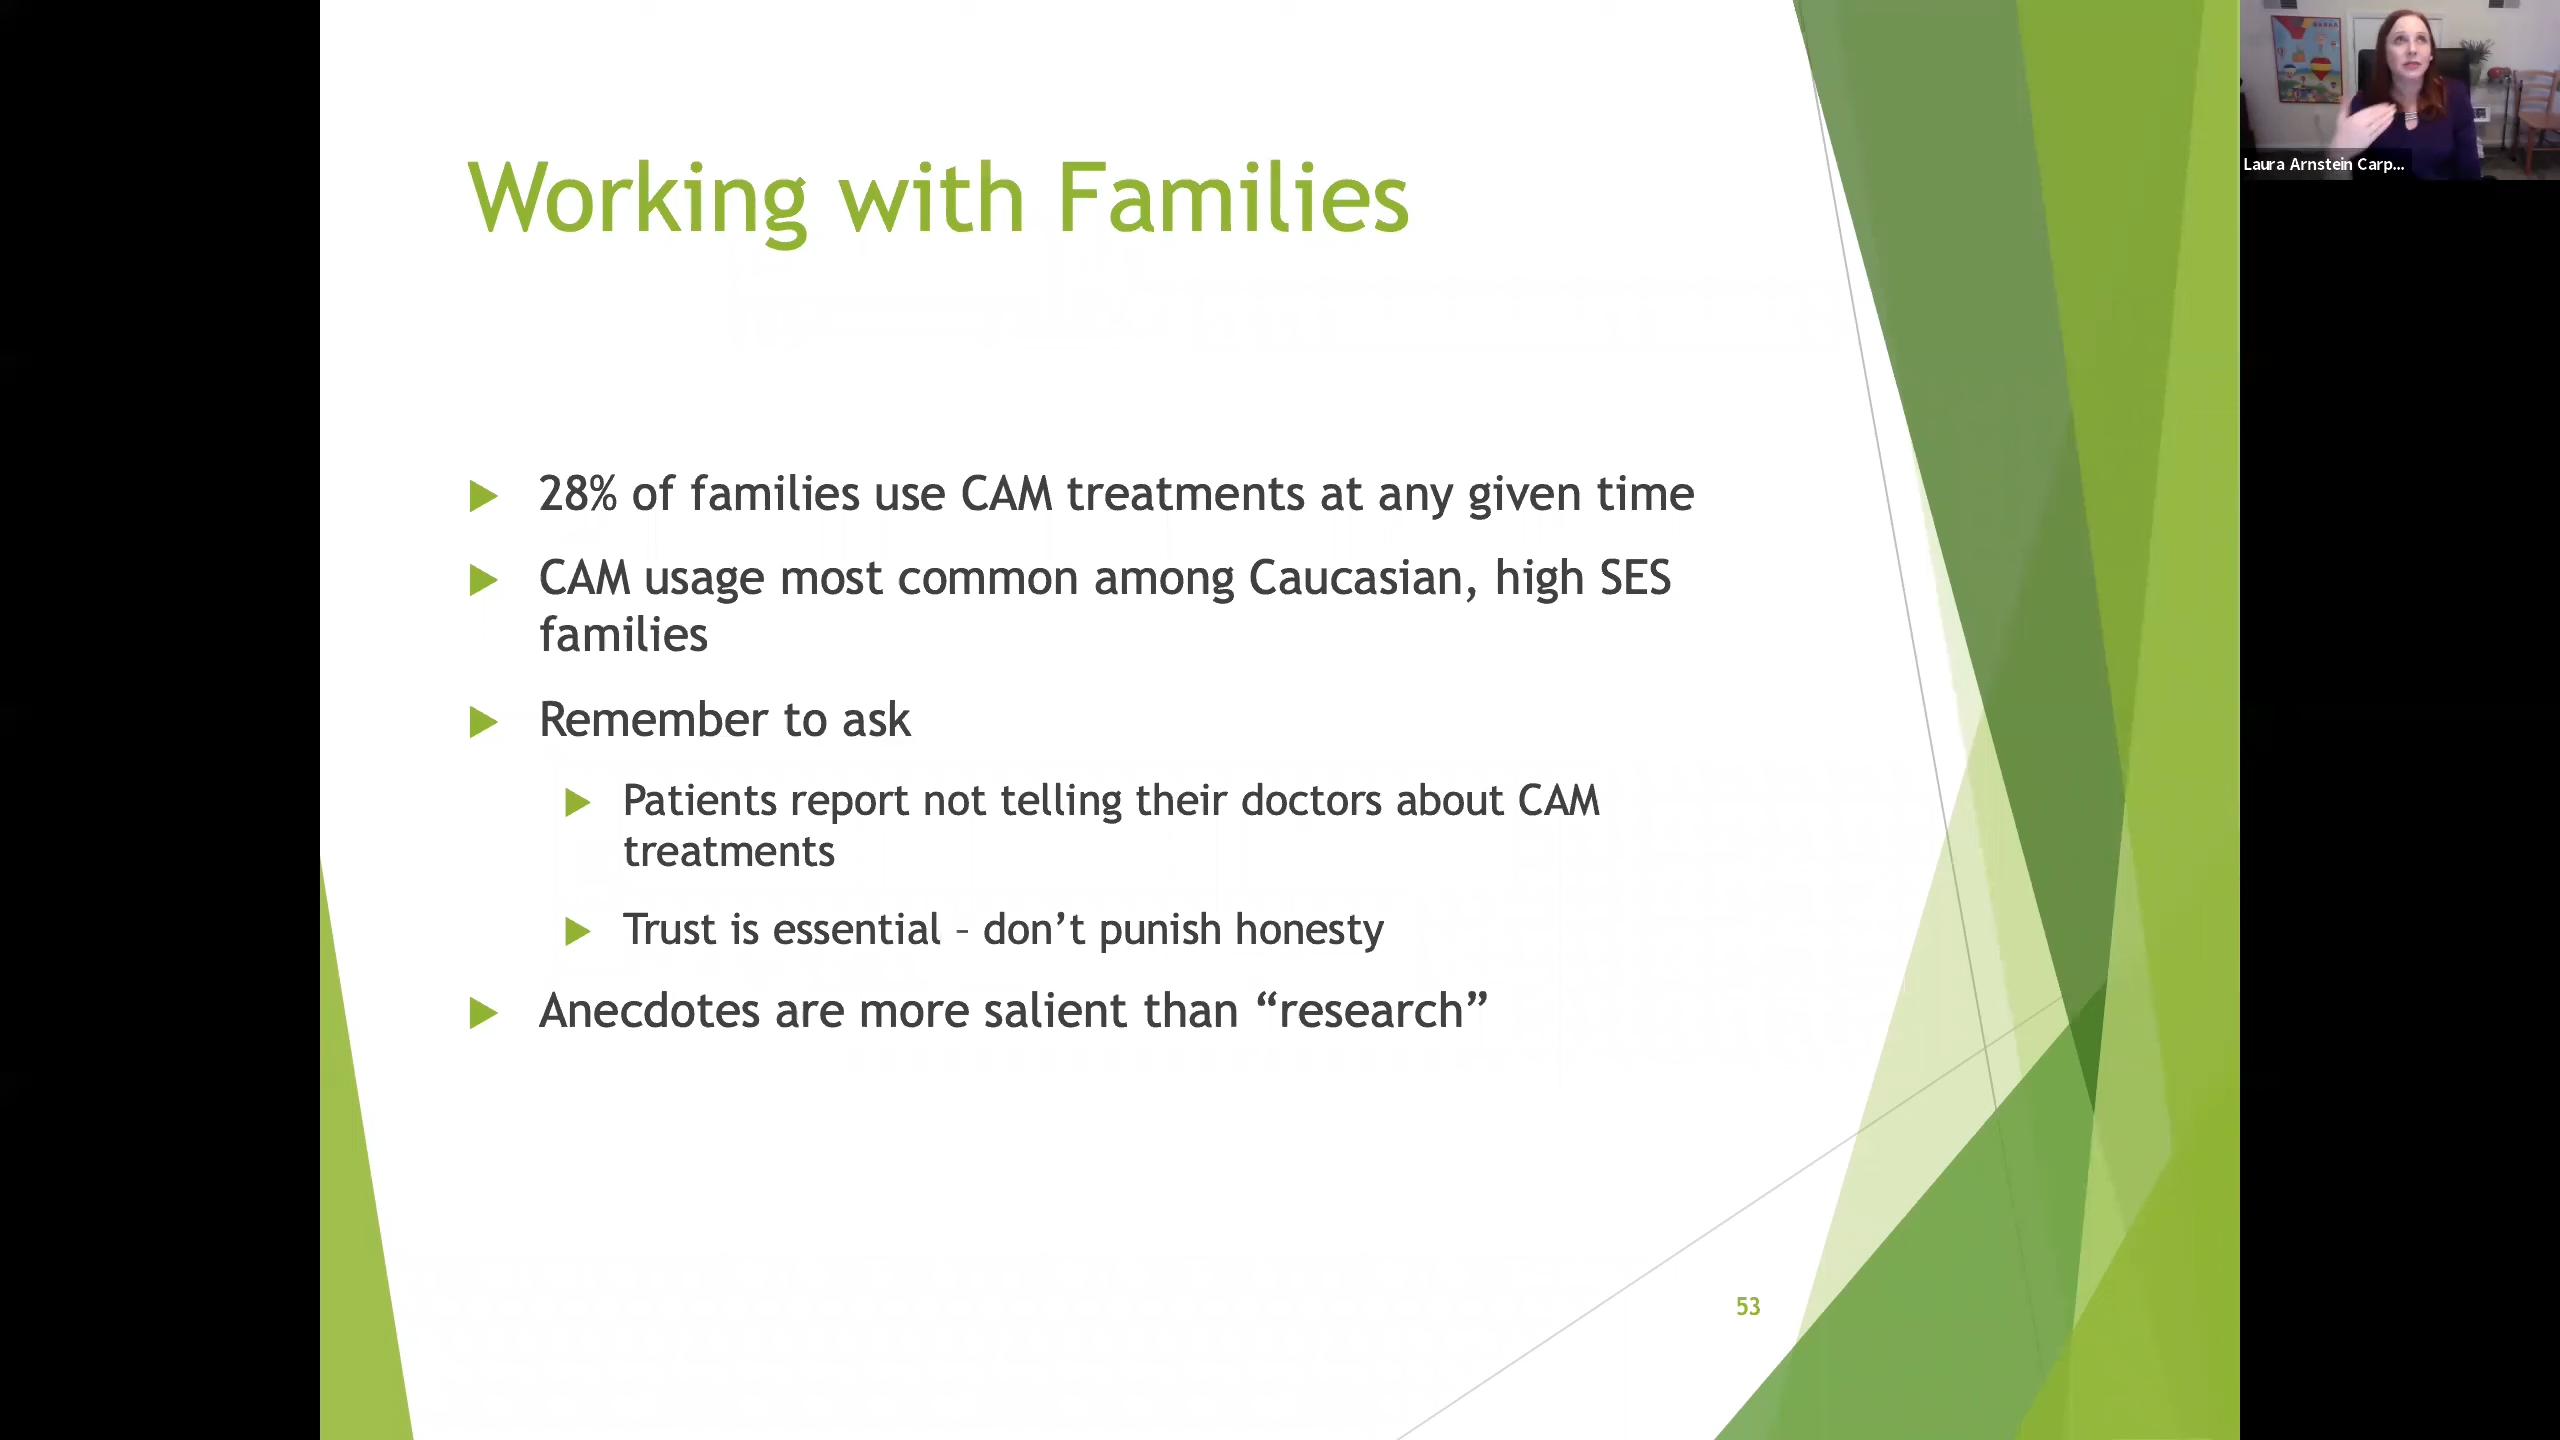 Working with Families
28% of families use CAM treatments at any given time
CAM usage most common among Caucasian, high SES
families
Remember to ask
Patients report not telling their doctors about CAM
treatments
Trust is essential – don’t punish honesty
Anecdotes are more salient than “research”
53
Laura Arnstein Carp...